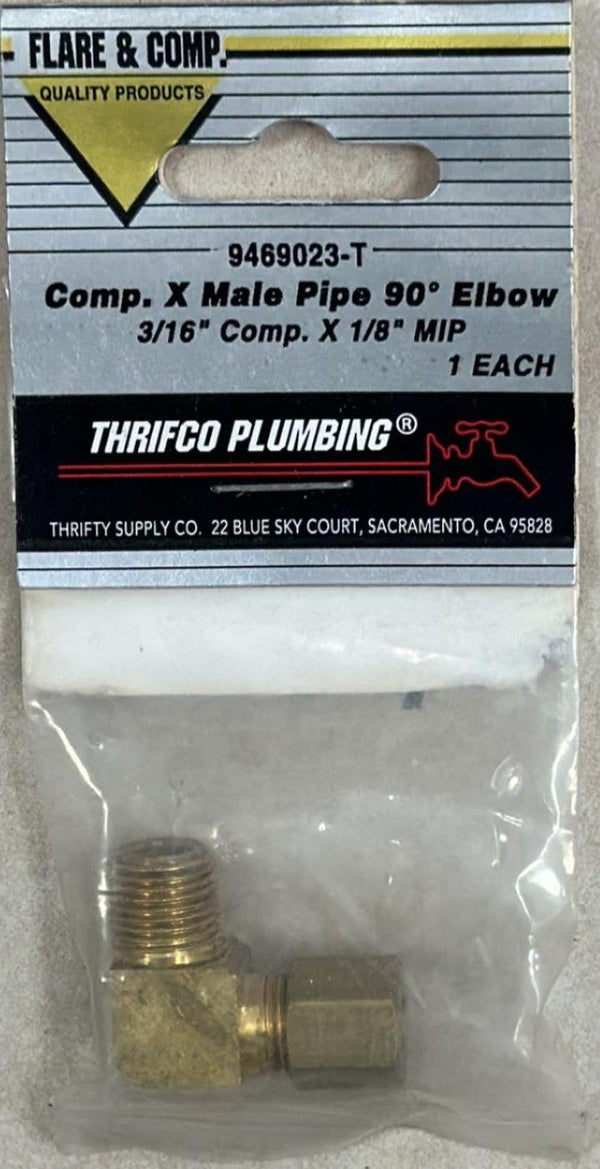 FLARE & COMP.
QUALITY PRODUCTS
9469023-T
Comp. X Male Pipe 90° Elbow
3/16" Comp. X 1/8" MIP
1 EACH
THRIFCO PLUMBING®
THRIFTY SUPPLY CO. 22 BLUE SKY COURT, SACRAMENTO, CA 95828